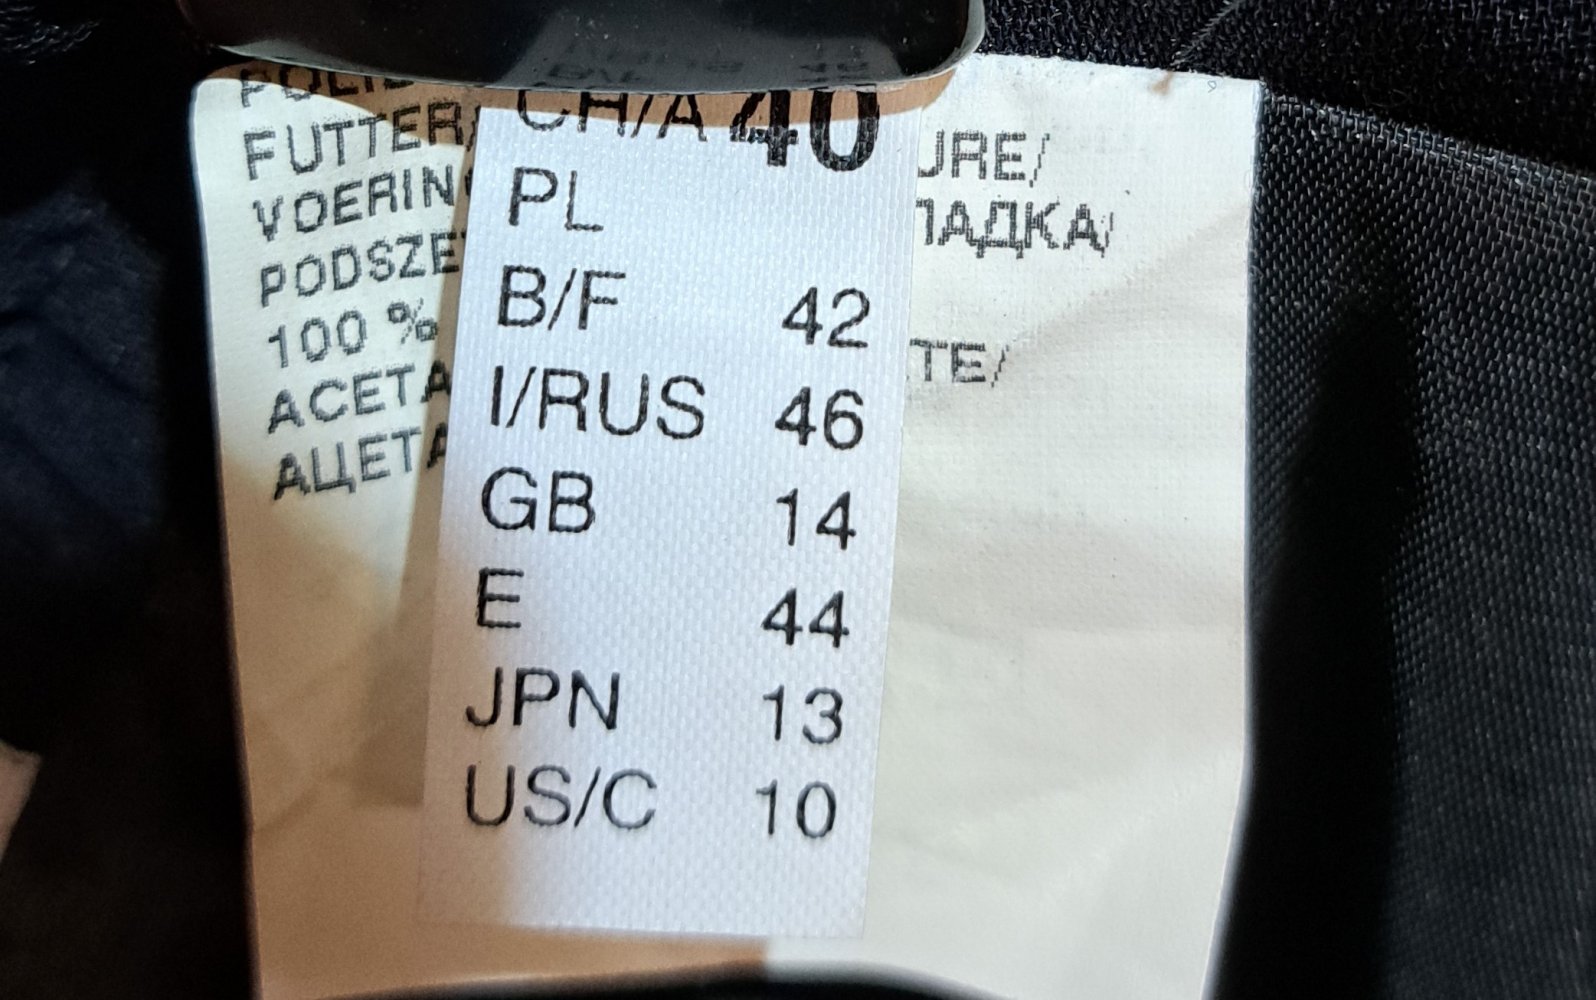 CH/A 40
PL
B/F 42
I/RUS 46
GB 14
E 44
JPN 13
US/C 10
FUTTER/
VOERIN
PODSZE
100 %
ACETA
АЦЕТА
URE/
ЛАДКА/
TE/